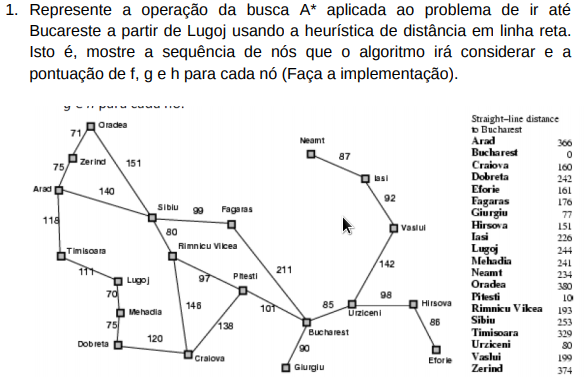 1. Represente a operação da busca A* aplicada ao problema de ir até
Bucareste a partir de Lugoj usando a heurística de distância em linha reta.
Isto é, mostre a sequência de nós que o algoritmo irá considerar e a
pontuação de f, g e h para cada nó (Faça a implementação).
Straight–line distance
to Bucharest
Arad 366
Bucharest 0
Craiova 160
Dobreta 242
Eforie 161
Fagaras 176
Giurgiu 77
Hirsova 151
Iasi 226
Lugoj 244
Mehadia 241
Neamt 234
Oradea 380
Pitesti 10
Rimnicu Vilcea 193
Sibiu 253
Timisoara 329
Urziceni 80
Vaslui 199
Zerind 374
Oradea
71
Neamt
87
Zerind
75
151
Iasi
Arad
140
92
Sibiu
99
Fagaras
118
80
Vaslui
Rimnicu Vilcea
Timisoara
142
111
Lugoj
97
Pitesti
211
70
98
Hirsova
Mehadia
146
101
85
Urziceni
75
138
86
Bucharest
Dobreta
120
90
Craiova
Eforie
Giurgiu